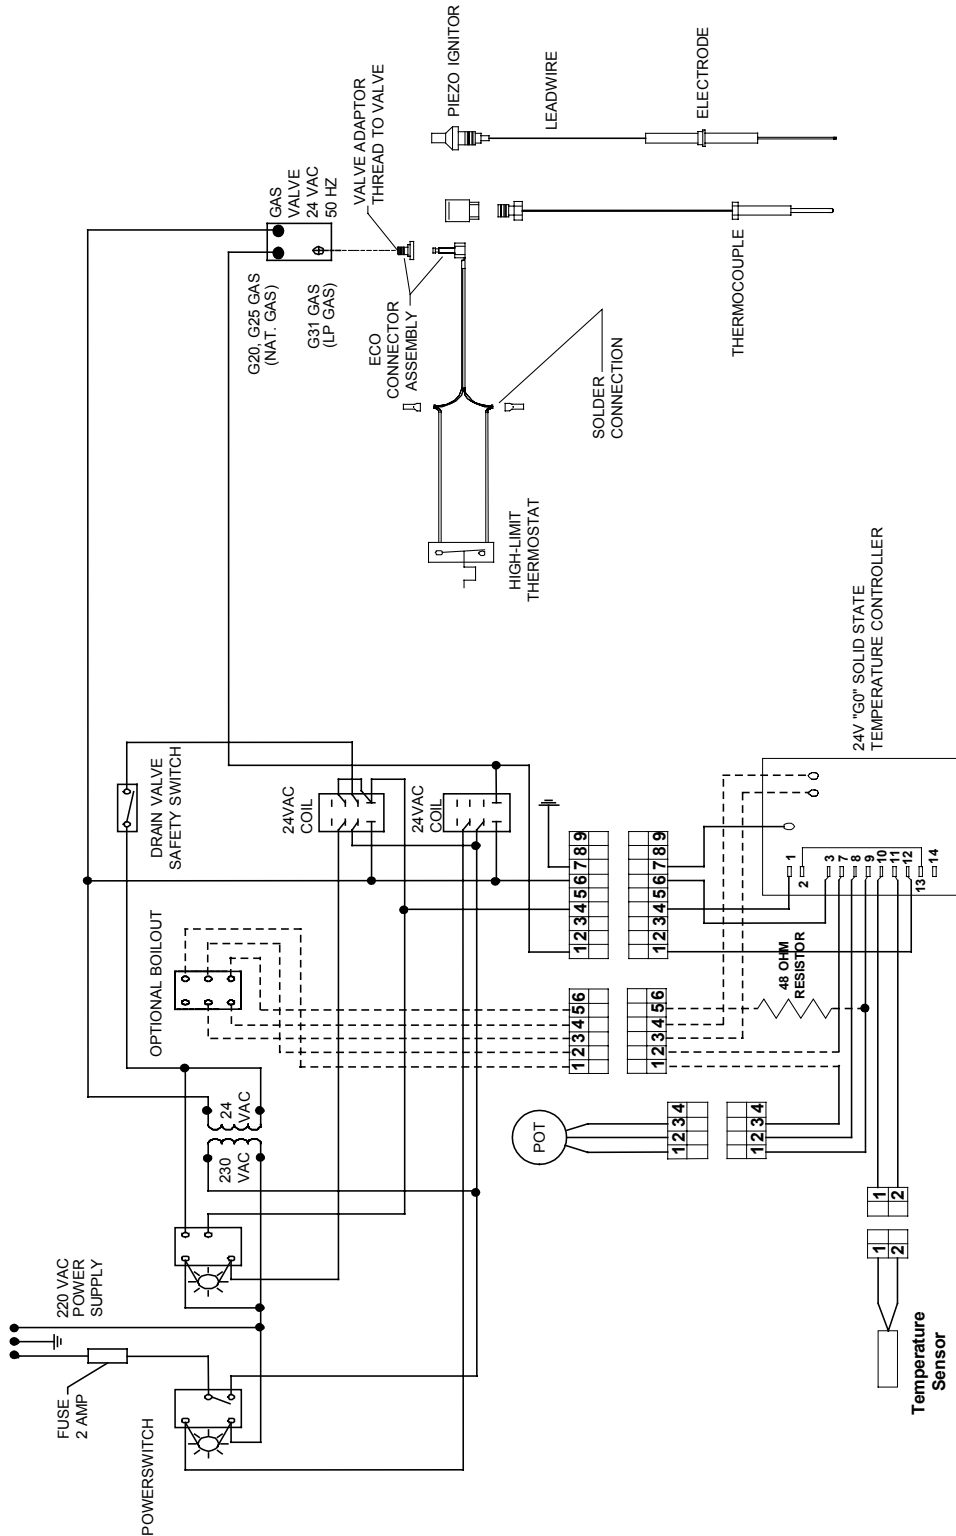 POWERSWITCH
FUSE
2 AMP
220 VAC
POWER
SUPPLY
230
VAC
24
VAC
OPTIONAL BOILOUT
DRAIN VALVE
SAFETY SWITCH
24VAC
COIL
24VAC
COIL
G20, G25 GAS
(NAT. GAS)
G31 GAS
(LP GAS)
GAS
VALVE
24 VAC
50 HZ
VALVE ADAPTOR
THREAD TO VALVE
ECO
CONNECTOR
ASSEMBLY
PIEZO IGNITOR
LEADWIRE
ELECTRODE
THERMOCOUPLE
SOLDER
CONNECTION
HIGH-LIMIT
THERMOSTAT
POT
1 2 3 4
1 2 3 4
1 2 3 4 5 6
1 2 3 4 5 6
1 2 3 4 5 6 7 8 9
1 2 3 4 5 6 7 8 9
48 OHM
RESISTOR
24V "G0" SOLID STATE
TEMPERATURE CONTROLLER
1
2
3
7
8
9
10
11
12
13
14
1
2
1
2
Temperature
Sensor